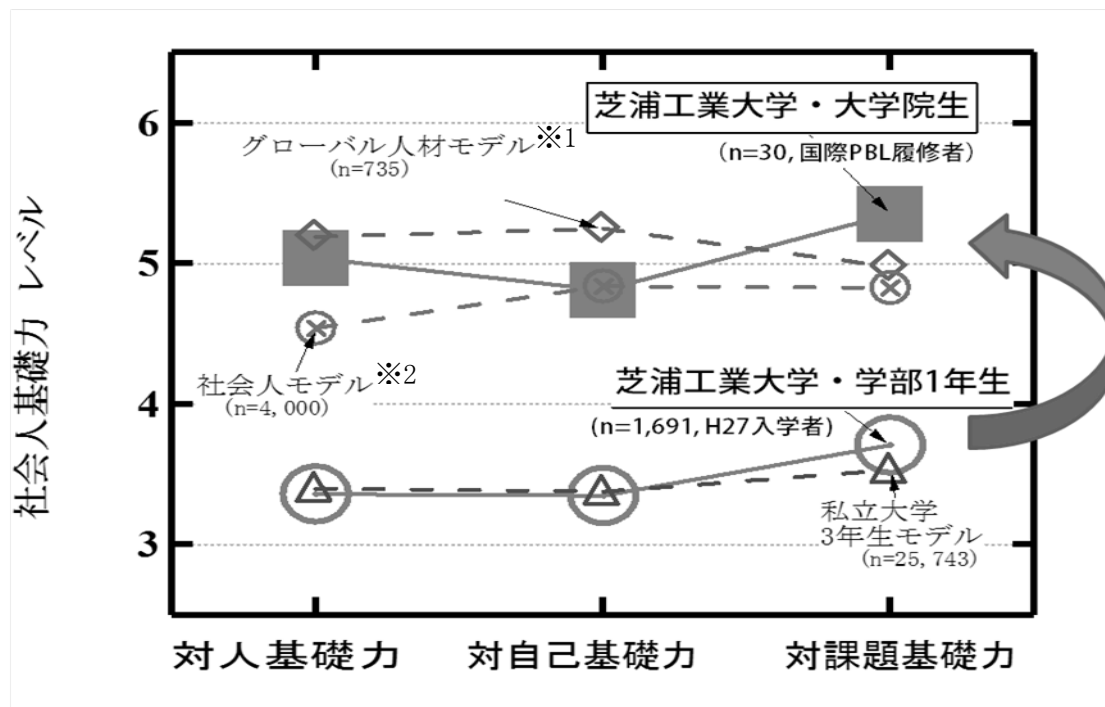 社会人基礎力 レベル
6
5
4
3
芝浦工業大学・大学院生
(n=30, 国際PBL履修者)
グローバル人材モデル※1
(n=735)
社会人モデル※2
(n=4, 000)
芝浦工業大学・学部1年生
(n=1,691, H27入学者)
私立大学
3年生モデル
(n=25, 743)
対人基礎力
対自己基礎力
対課題基礎力